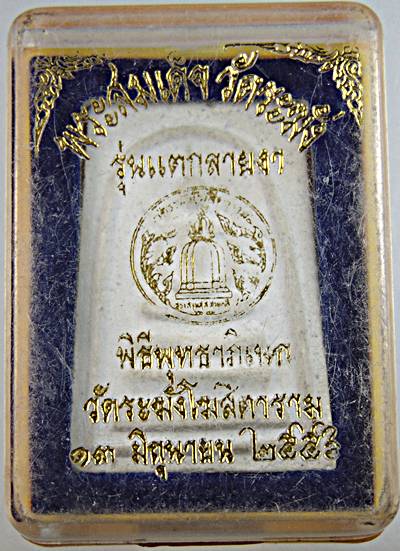 พระสมเด็จ วัดระฆัง
รุ่นแตกลายงา
พิธีพุทธาภิเษก
วัดระฆังโฆสิตาราม
๑๓ มิถุนายน ๒๕๕๓